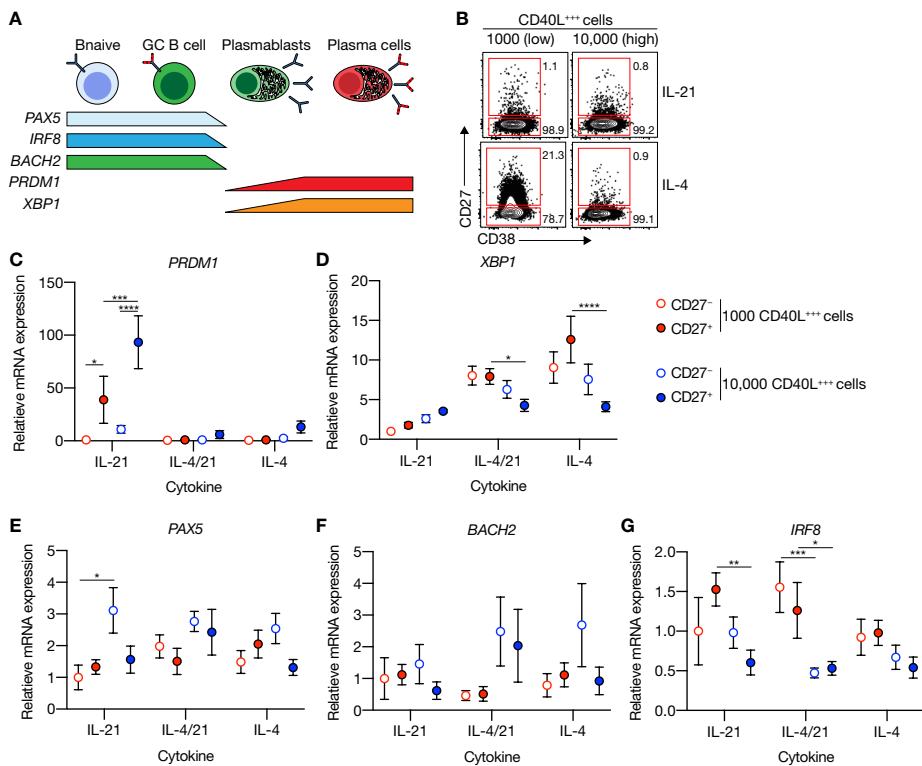 A
Bnaive GC B cell Plasmablasts Plasma cells
PAX5
IRF8
BACH2
PRDM1
XBP1
B
CD40L+++ cells
1000 (low) 10,000 (high)
1.1 0.8
IL-21
98.9 99.2
21.3 0.9
IL-4
78.7 99.1
CD27
CD38
C
PRDM1
Relatieve mRNA expression
150
100
50
0
*
***
****
IL-21 IL-4/21 IL-4
Cytokine
D
XBP1
Relatieve mRNA expression
20
15
10
5
0
*
****
IL-21 IL-4/21 IL-4
Cytokine
CD27⁻
CD27⁺
1000 CD40L+++ cells
CD27⁻
CD27⁺
10,000 CD40L+++ cells
E
PAX5
Relatieve mRNA expression
5
4
3
2
1
0
*
IL-21 IL-4/21 IL-4
Cytokine
F
BACH2
Relatieve mRNA expression
5
4
3
2
1
0
IL-21 IL-4/21 IL-4
Cytokine
G
IRF8
Relatieve mRNA expression
2.0
1.5
1.0
0.5
0.0
**
***
*
IL-21 IL-4/21 IL-4
Cytokine